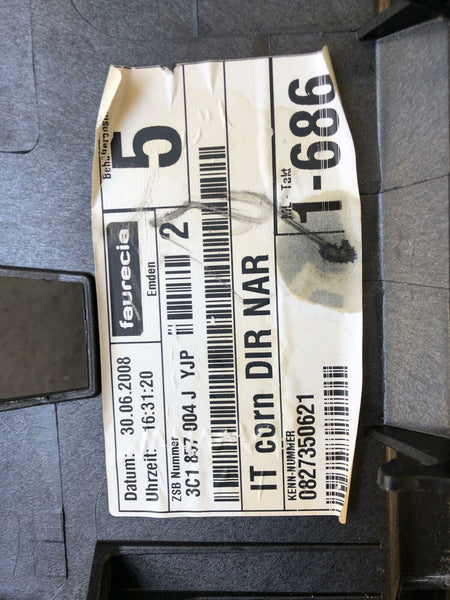 Datum: 30.06.2008
Uhrzeit: 16:31:20
faurecia
Emden
5
ZSB Nummer
3C1 857 004 J YJP
2
IT corn DIR NAR
KENN-NUMMER
0827350621
Takt
1-686